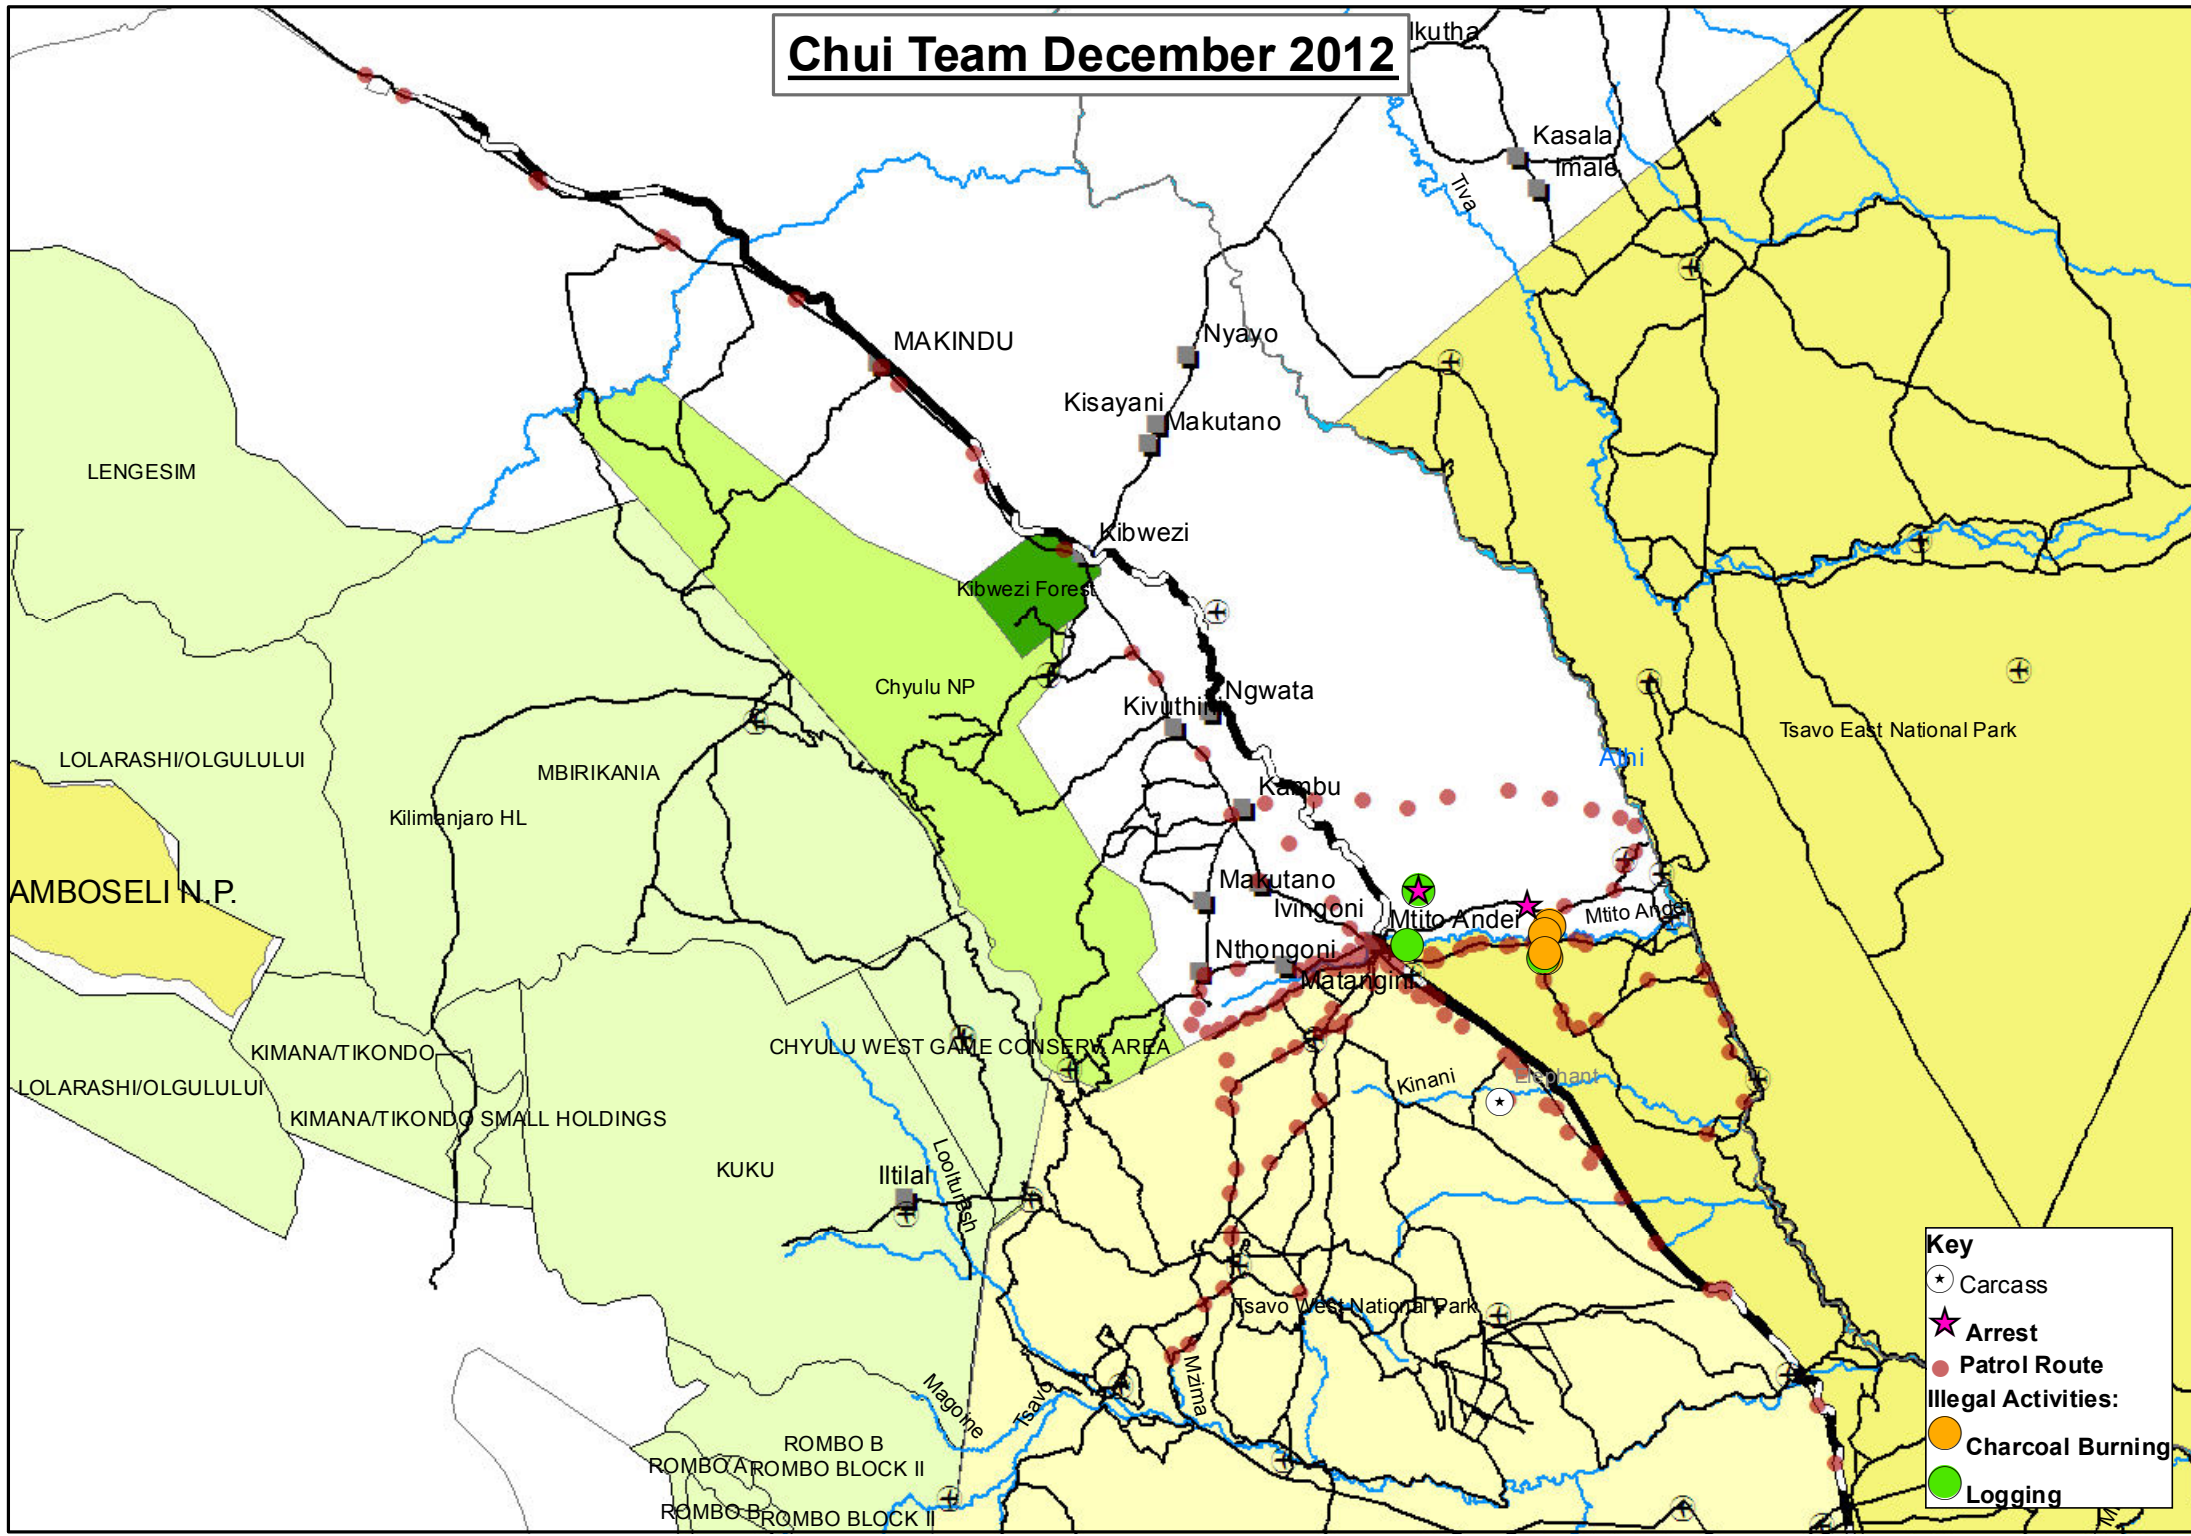 Chui Team December 2012
Ikutha
Kasala
Imale
Tiva
Nyayo
MAKINDU
Kisayani
Makutano
LENGESIM
Kibwezi
Kibwezi Forest
Chyulu NP
Ngwata
Kivuthini
Tsavo East National Park
Athi
LOLARASHI/OLGULULUI
MBIRIKANIA
Kilimanjaro HL
Kambu
AMBOSELI N.P.
Makutano
Ivingoni
Mtito Andei
Mtito Andei
Nthongoni
Matangini
KIMANA/TIKONDO
CHYULU WEST GAME CONSERV. AREA
LOLARASHI/OLGULULUI
Kinani
Elephant
KIMANA/TIKONDO SMALL HOLDINGS
KUKU
Iltilal
Loolturesh
Tsavo West National Park
Mzima
Magoine
Tsavo
ROMBO B
ROMBO A
ROMBO BLOCK II
ROMBO B
ROMBO BLOCK II
Key
Carcass
Arrest
Patrol Route
Illegal Activities:
Charcoal Burning
Logging